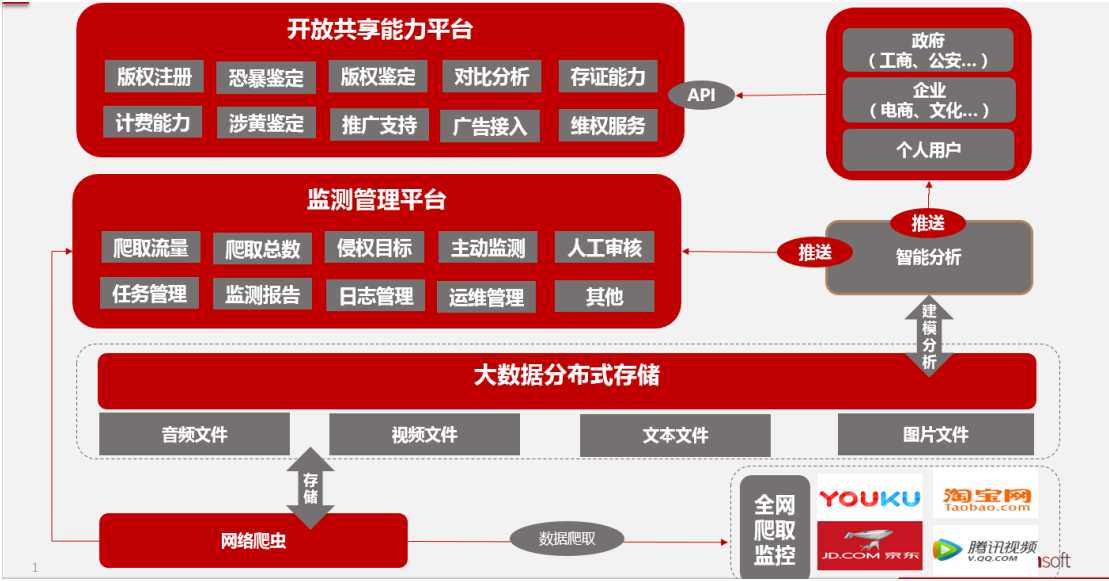 开放共享能力平台
版权注册
恐暴鉴定
版权鉴定
对比分析
存证能力
计费能力
涉黄鉴定
推广支持
广告接入
维权服务
API
政府
（工商、公安...）
企业
（电商、文化...）
个人用户
监测管理平台
爬取流量
爬取总数
侵权目标
主动监测
人工审核
任务管理
监测报告
日志管理
运维管理
其他
推送
推送
智能分析
建模分析
大数据分布式存储
音频文件
视频文件
文本文件
图片文件
存储
网络爬虫
数据爬取
全网
爬取
监控
YOUKU
淘宝网
Taobao.com
JD.COM 京东
腾讯视频
V.QQ.COM
soft
1